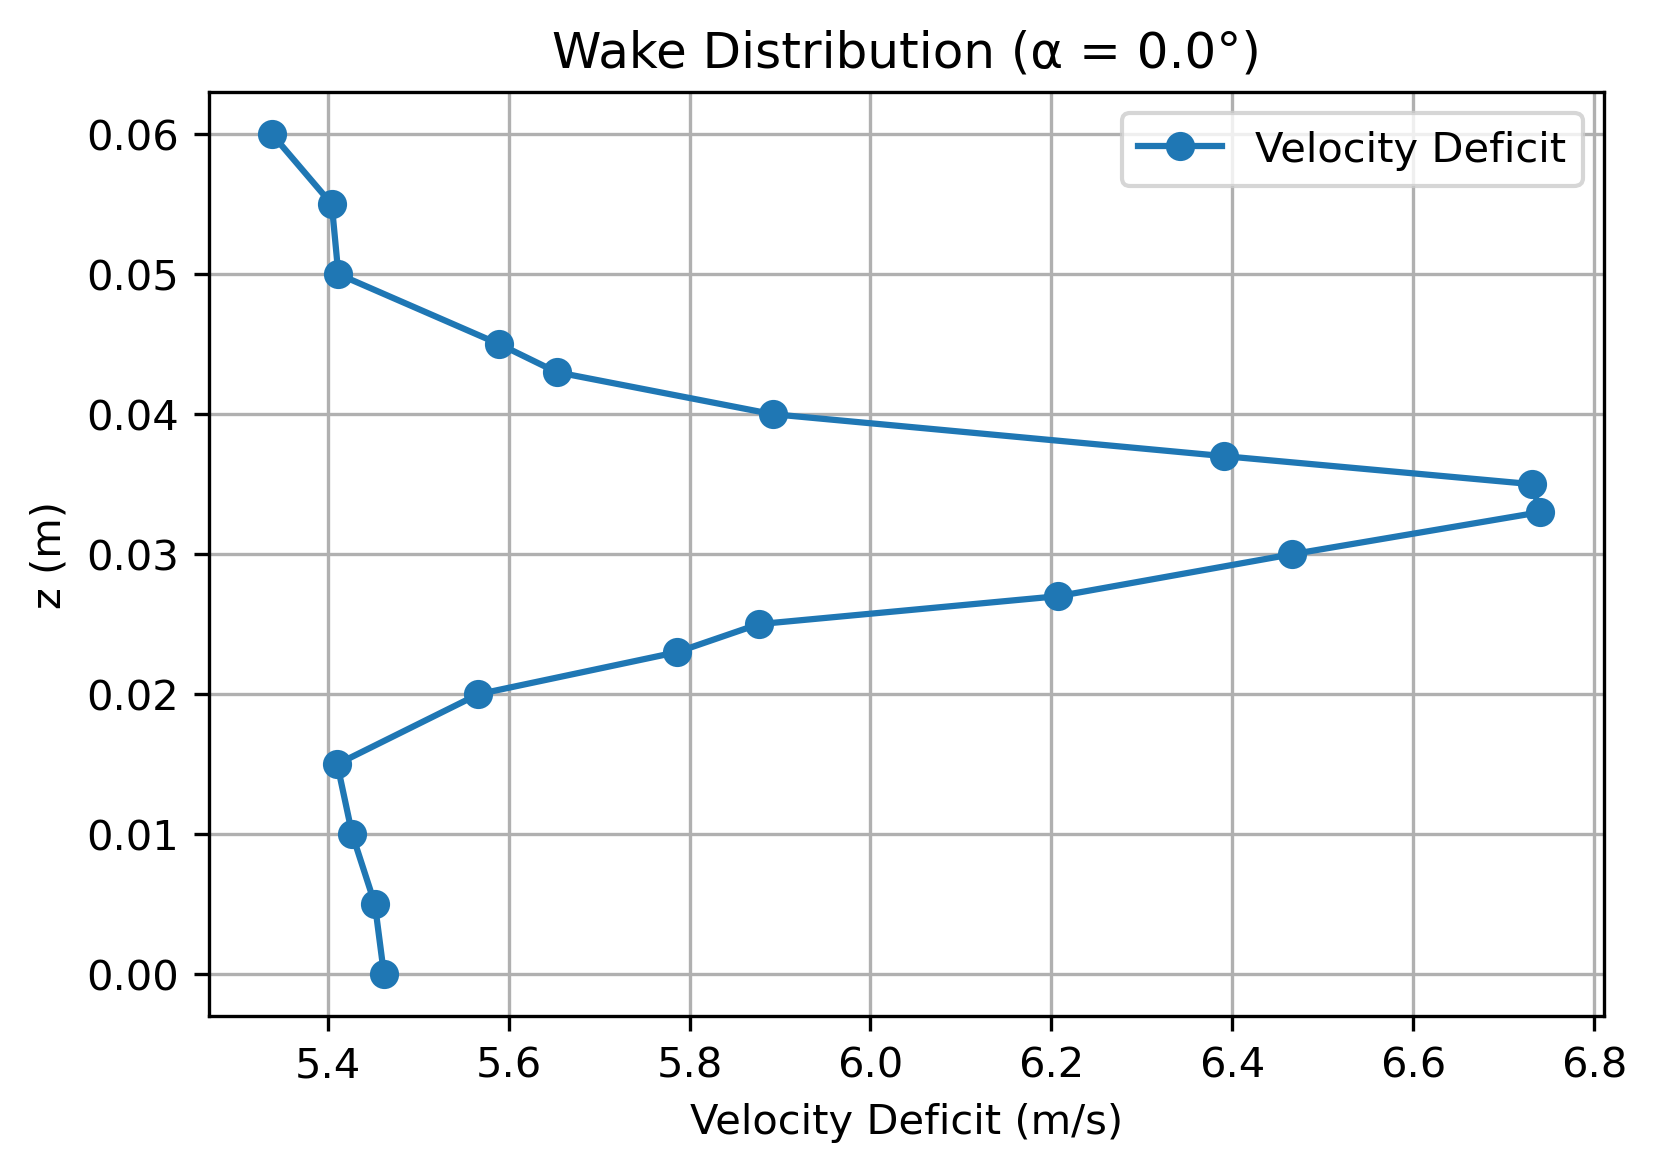 Wake Distribution (α = 0.0°)
Velocity Deficit
0.06
0.05
0.04
0.03
0.02
0.01
0.00
z (m)
5.4 5.6 5.8 6.0 6.2 6.4 6.6 6.8
Velocity Deficit (m/s)